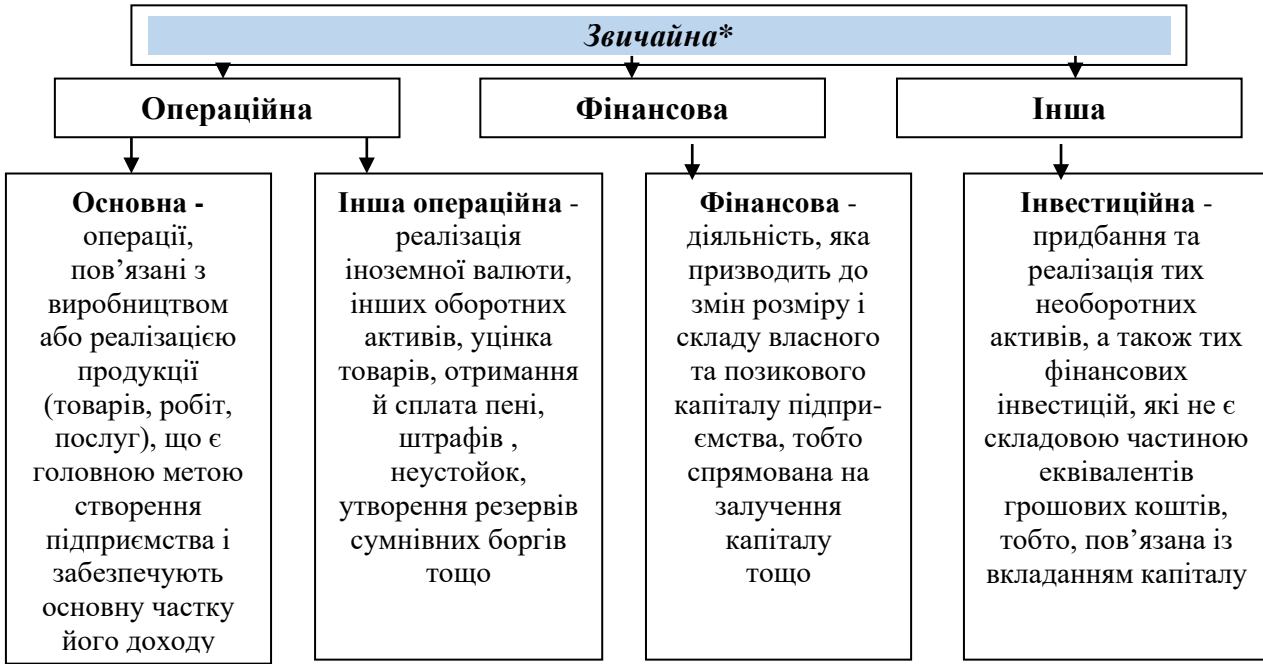 Звичайна*
Операційна
Фінансова
Інша
Основна -
операції,
пов’язані з
виробництвом
або реалізацією
продукції
(товарів, робіт,
послуг), що є
головною метою
створення
підприємства і
забезпечують
основну частку
його доходу
Інша операційна -
реалізація
іноземної валюти,
інших оборотних
активів, уцінка
товарів, отримання
й сплата пені,
штрафів ,
неустойок,
утворення резервів
сумнівних боргів
тощо
Фінансова -
діяльність, яка
призводить до
змін розміру і
складу власного
та позикового
капіталу підпри-
ємства, тобто
спрямована на
залучення
капіталу
тощо
Інвестиційна -
придбання та
реалізація тих
необоротних
активів, а також тих
фінансових
інвестицій, які не є
складовою частиною
еквівалентів
грошових коштів,
тобто, пов’язана із
вкладанням капіталу